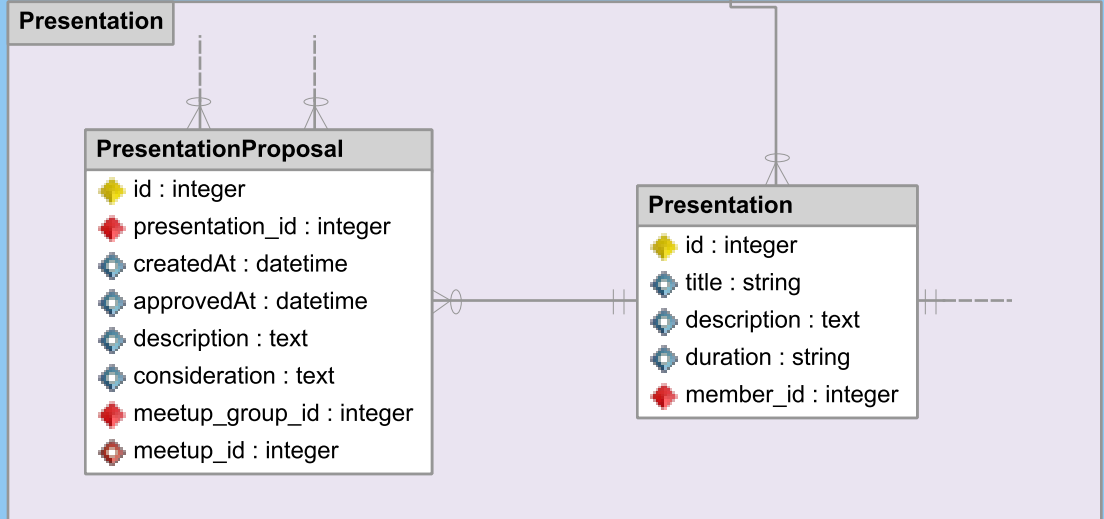 Presentation
PresentationProposal
id : integer
presentation_id : integer
createdAt : datetime
approvedAt : datetime
description : text
consideration : text
meetup_group_id : integer
meetup_id : integer
Presentation
id : integer
title : string
description : text
duration : string
member_id : integer